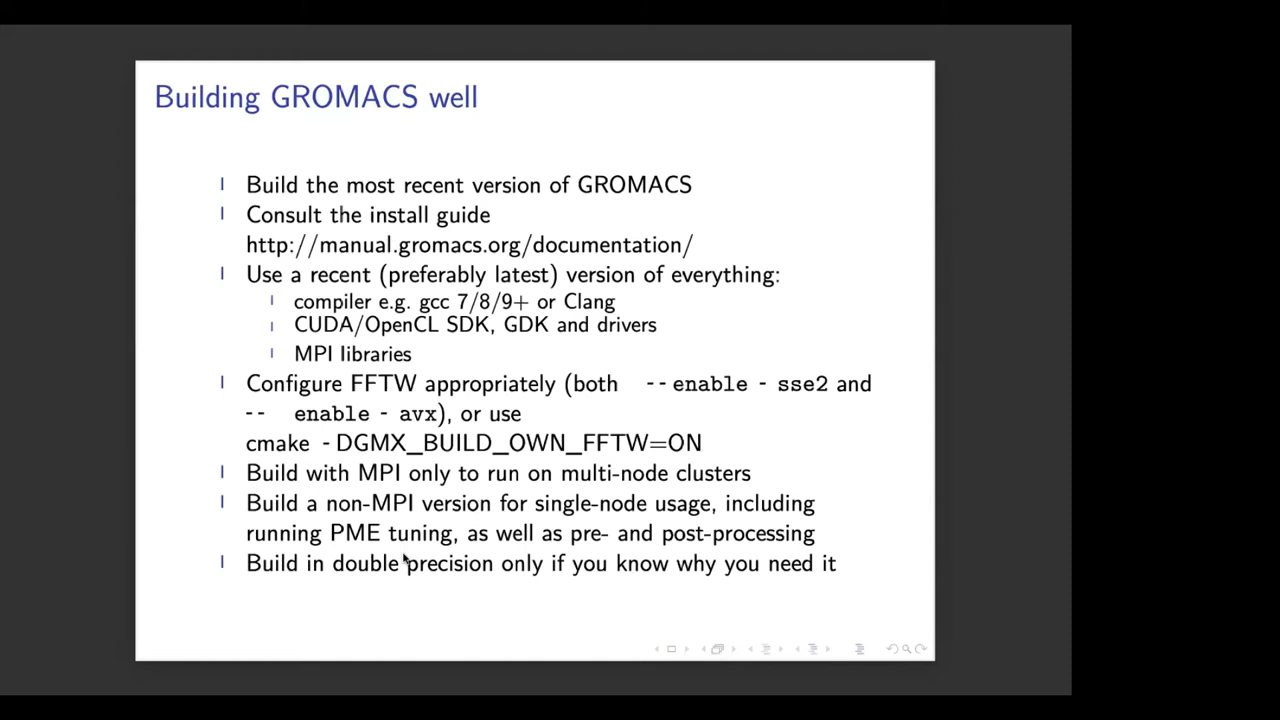 Building GROMACS well
Build the most recent version of GROMACS
Consult the install guide
http://manual.gromacs.org/documentation/
Use a recent (preferably latest) version of everything:
compiler e.g. gcc 7/8/9+ or Clang
CUDA/OpenCL SDK, GDK and drivers
MPI libraries
Configure FFTW appropriately (both -- enable - sse2 and
-- enable - avx), or use
cmake - DGMX_BUILD_OWN_FFTW=ON
Build with MPI only to run on multi-node clusters
Build a non-MPI version for single-node usage, including
running PME tuning, as well as pre- and post-processing
Build in double precision only if you know why you need it